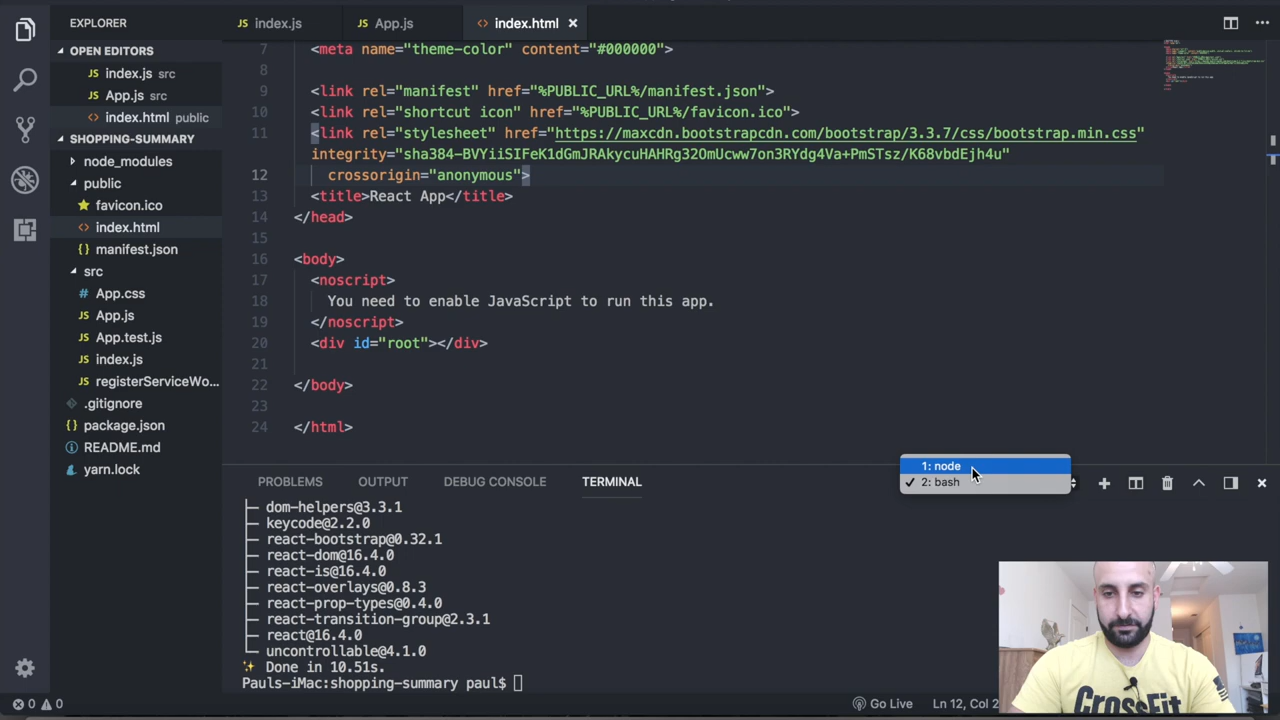 EXPLORER
OPEN EDITORS
JS index.js src
JS App.js src
<> index.html public
SHOPPING-SUMMARY
node_modules
public
favicon.ico
<> index.html
{} manifest.json
src
# App.css
JS App.js
JS App.test.js
JS index.js
JS registerServiceWo...
.gitignore
{} package.json
README.md
yarn.lock
JS index.js
JS App.js
<> index.html ×
7 <meta name="theme-color" content="#000000">
8
9 <link rel="manifest" href="%PUBLIC_URL%/manifest.json">
10 <link rel="shortcut icon" href="%PUBLIC_URL%/favicon.ico">
11 <link rel="stylesheet" href="https://maxcdn.bootstrapcdn.com/bootstrap/3.3.7/css/bootstrap.min.css"
integrity="sha384-BVYiiSIFeK1dGmJRAkycuHAHRg32OmUcww7on3RYdg4Va+PmSTsz/K68vbdEjh4u"
12 crossorigin="anonymous">
13 <title>React App</title>
14 </head>
15
16 <body>
17 <noscript>
18 You need to enable JavaScript to run this app.
19 </noscript>
20 <div id="root"></div>
21
22 </body>
23
24 </html>
PROBLEMS OUTPUT DEBUG CONSOLE TERMINAL
1: node
✓ 2: bash
├─ dom-helpers@3.3.1
├─ keycode@2.2.0
├─ react-bootstrap@0.32.1
├─ react-dom@16.4.0
├─ react-is@16.4.0
├─ react-overlays@0.8.3
├─ react-prop-types@0.4.0
├─ react-transition-group@2.3.1
├─ react@16.4.0
└─ uncontrollable@4.1.0
✨ Done in 10.51s.
Pauls-iMac:shopping-summary paul$
CROSSFIT
0 0
Go Live Ln 12, Col 2